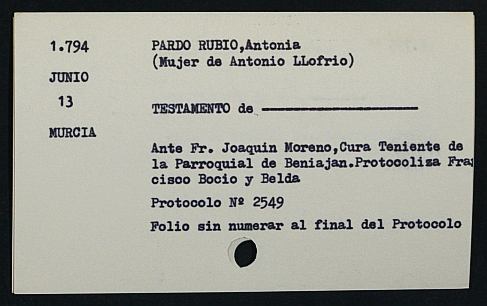 1.794
PARDO RUBIO,Antonia
(Mujer de Antonio LLofrio)
JUNIO
13
TESTAMENTO de ————————————
MURCIA
Ante Fr. Joaquin Moreno,Cura Teniente de
la Parroquial de Beniajan.Protocoliza Fran
cisco Bocio y Belda
Protocolo Nº 2549
Folio sin numerar al final del Protocolo